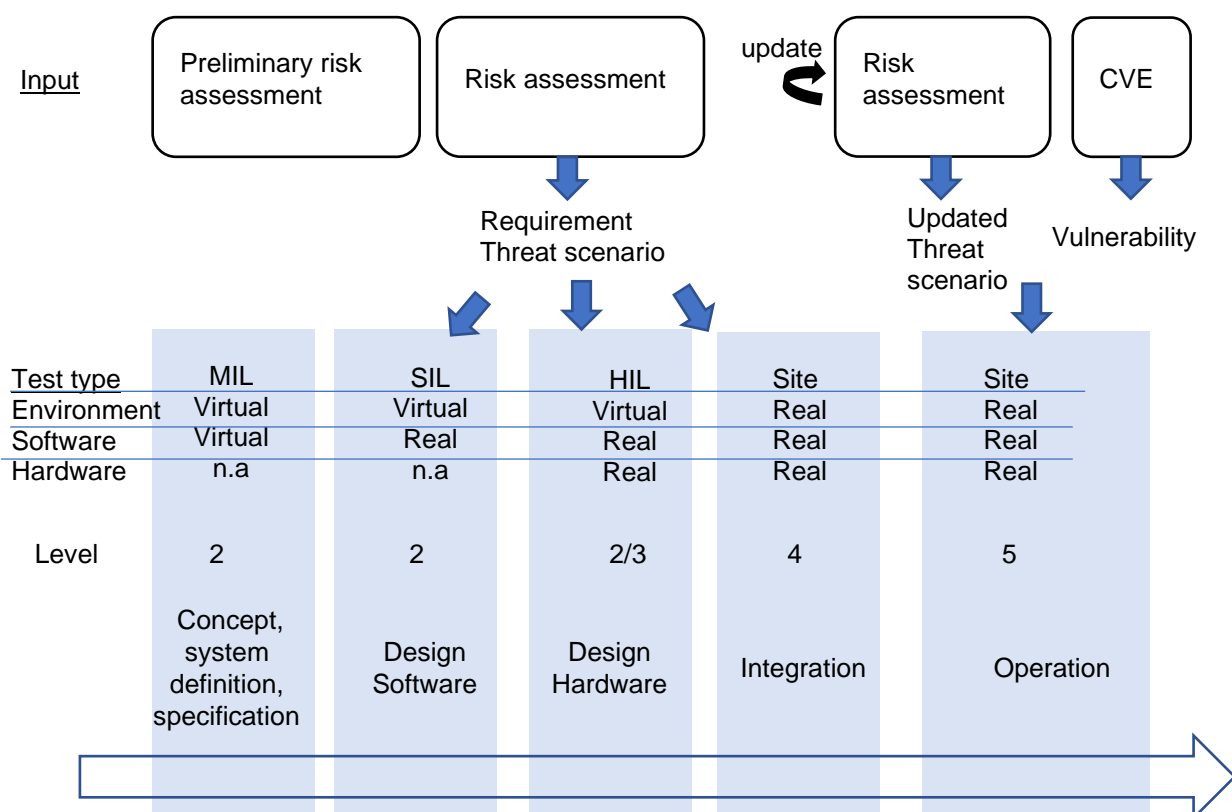 Input
Preliminary risk
assessment
Risk assessment
update
Risk
assessment
CVE
Requirement
Threat scenario
Updated
Threat
scenario
Vulnerability
Test type MIL SIL HIL Site Site
Environment Virtual Virtual Virtual Real Real
Software Virtual Real Real Real Real
Hardware n.a n.a Real Real Real
Level 2 2 2/3 4 5
Concept,
system
definition,
specification
Design
Software
Design
Hardware
Integration
Operation